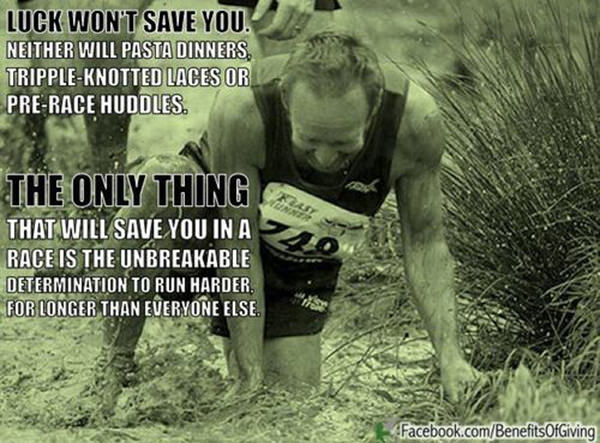 LUCK WON'T SAVE YOU.
NEITHER WILL PASTA DINNERS,
TRIPPLE-KNOTTED LACES OR
PRE-RACE HUDDLES.
THE ONLY THING
THAT WILL SAVE YOU IN A
RACE IS THE UNBREAKABLE
DETERMINATION TO RUN HARDER,
FOR LONGER THAN EVERYONE ELSE.
749
Facebook.com/BenefitsOfGiving